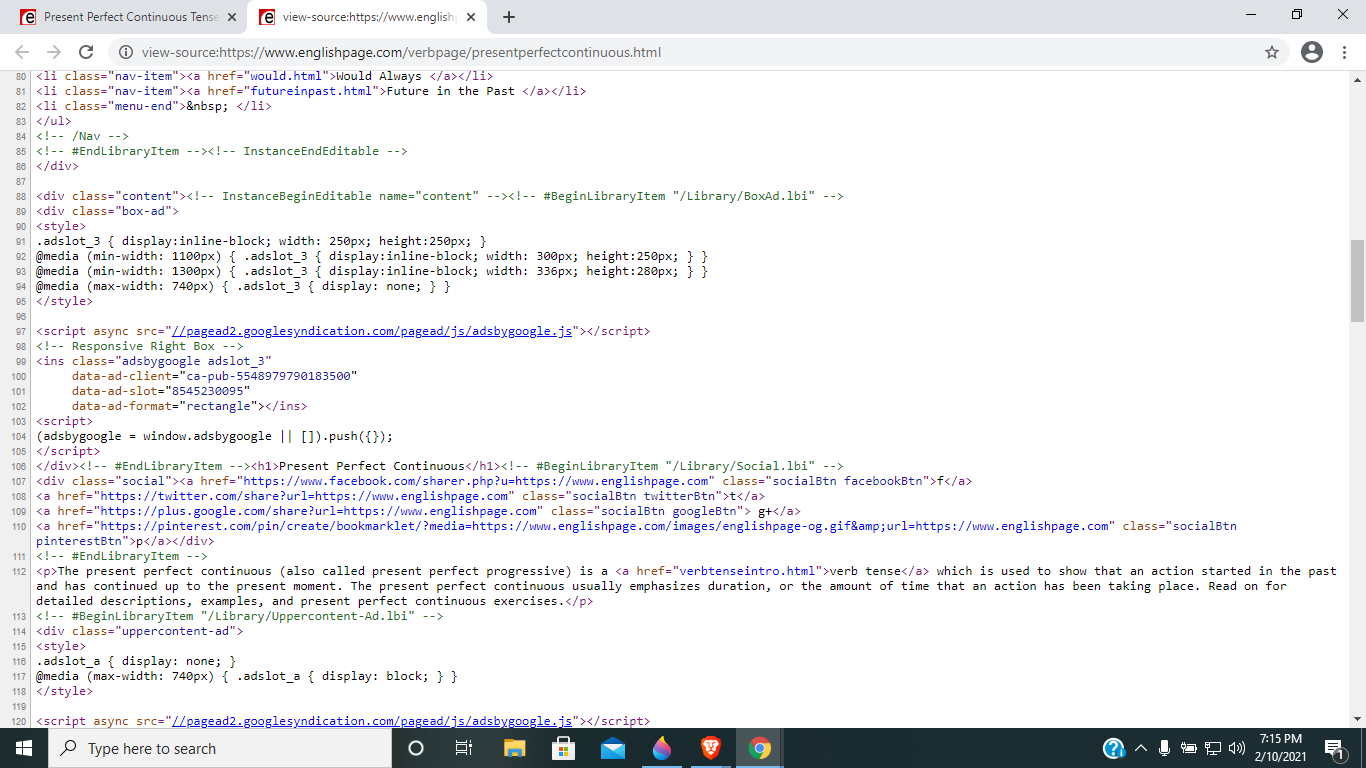 Present Perfect Continuous Tense
view-source:https://www.englishp
view-source:https://www.englishpage.com/verbpage/presentperfectcontinuous.html
80 <li class="nav-item"><a href="would.html">Would Always </a></li>
81 <li class="nav-item"><a href="futureinpast.html">Future in the Past </a></li>
82 <li class="menu-end">&nbsp; </li>
83 </ul>
84 <!-- /Nav -->
85 <!-- #EndLibraryItem --><!-- InstanceEndEditable -->
86 </div>
87
88 <div class="content"><!-- InstanceBeginEditable name="content" --><!-- #BeginLibraryItem "/Library/BoxAd.lbi" -->
89 <div class="box-ad">
90 <style>
91 .adslot_3 { display:inline-block; width: 250px; height:250px; }
92 @media (min-width: 1100px) { .adslot_3 { display:inline-block; width: 300px; height:250px; } }
93 @media (min-width: 1300px) { .adslot_3 { display:inline-block; width: 336px; height:280px; } }
94 @media (max-width: 740px) { .adslot_3 { display: none; } }
95 </style>
96
97 <script async src="//pagead2.googlesyndication.com/pagead/js/adsbygoogle.js"></script>
98 <!-- Responsive Right Box -->
99 <ins class="adsbygoogle adslot_3"
100 data-ad-client="ca-pub-5548979790183500"
101 data-ad-slot="8545230095"
102 data-ad-format="rectangle"></ins>
103 <script>
104 (adsbygoogle = window.adsbygoogle || []).push({});
105 </script>
106 </div><!-- #EndLibraryItem --><h1>Present Perfect Continuous</h1><!-- #BeginLibraryItem "/Library/Social.lbi" -->
107 <div class="social"><a href="https://www.facebook.com/sharer.php?u=https://www.englishpage.com" class="socialBtn facebookBtn">f</a>
108 <a href="https://twitter.com/share?url=https://www.englishpage.com" class="socialBtn twitterBtn">t</a>
109 <a href="https://plus.google.com/share?url=https://www.englishpage.com" class="socialBtn googleBtn"> g+</a>
110 <a href="https://pinterest.com/pin/create/bookmarklet/?media=https://www.englishpage.com/images/englishpage-og.gif&amp;url=https://www.englishpage.com" class="socialBtn
pinterestBtn">p</a></div>
111 <!-- #EndLibraryItem -->
112 <p>The present perfect continuous (also called present perfect progressive) is a <a href="verbtenseintro.html">verb tense</a> which is used to show that an action started in the past
and has continued up to the present moment. The present perfect continuous usually emphasizes duration, or the amount of time that an action has been taking place. Read on for
detailed descriptions, examples, and present perfect continuous exercises.</p>
113 <!-- #BeginLibraryItem "/Library/Uppercontent-Ad.lbi" -->
114 <div class="uppercontent-ad">
115 <style>
116 .adslot_a { display: none; }
117 @media (max-width: 740px) { .adslot_a { display: block; } }
118 </style>
119
120 <script async src="//pagead2.googlesyndication.com/pagead/js/adsbygoogle.js"></script>
Type here to search
7:15 PM
2/10/2021
1